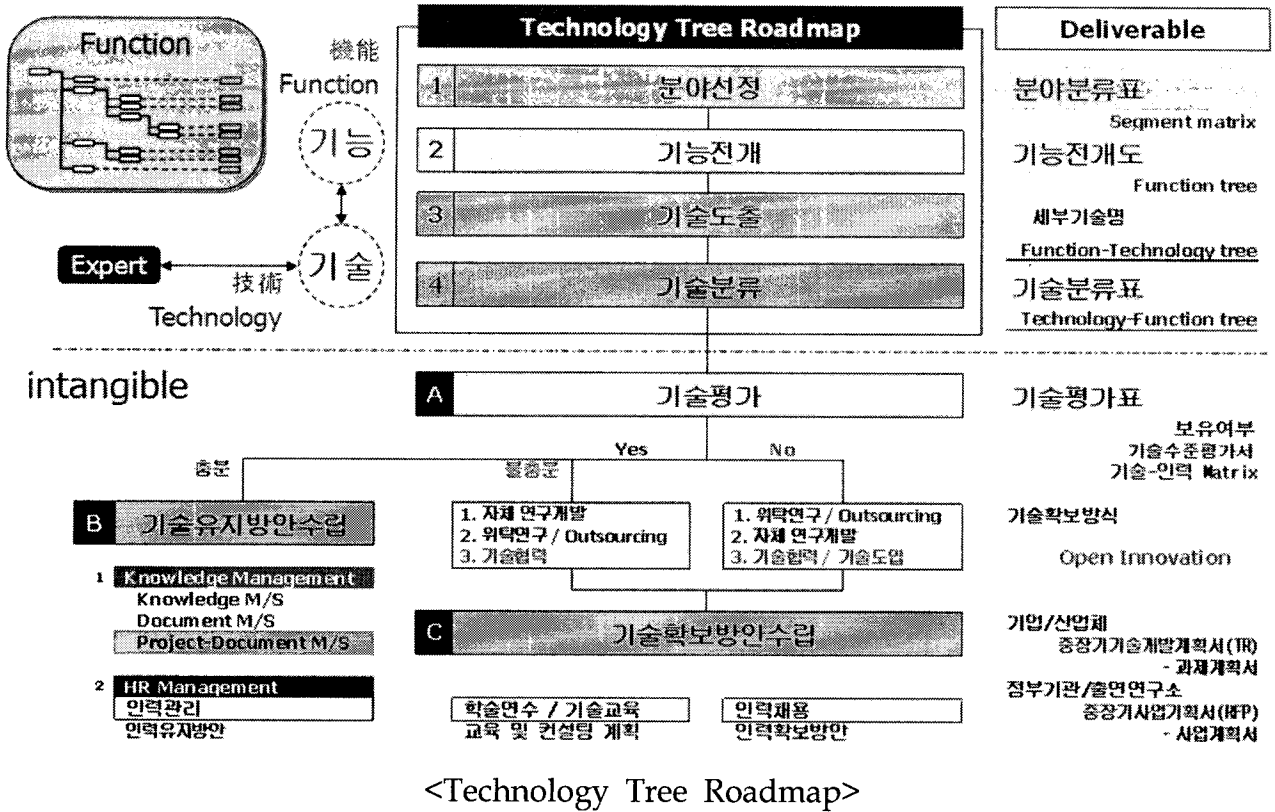 Function
機能
Function
기능
기술
Expert
技術
Technology
Technology Tree Roadmap
1 분야선정
2 기능전개
3 기술도출
4 기술분류
Deliverable
분야분류표
Segment matrix
기능전개도
Function tree
세부기술명
Function-Technology tree
기술분류표
Technology-Function tree
intangible
A 기술평가
기술평가표
보유여부
기술수준평가서
기술-인력 Matrix
Yes
No
충분
불충분
B 기술유지방안수립
1. 자체 연구개발
2. 위탁연구 / Outsourcing
3. 기술협력
1. 위탁연구 / Outsourcing
2. 자체 연구개발
3. 기술협력 / 기술도입
기술확보방식
Open Innovation
1 Knowledge Management
Knowledge M/S
Document M/S
Project-Document M/S
2 HR Management
인력관리
인력유지방안
C 기술확보방안수립
학술연수 / 기술교육
교육 및 컨설팅 계획
인력채용
인력확보방안
기업/산업체
중장기기술개발계획서(TR)
- 과제계획서
정부기관/출연연구소
중장기사업기획서(RFP)
- 사업계획서
<Technology Tree Roadmap>